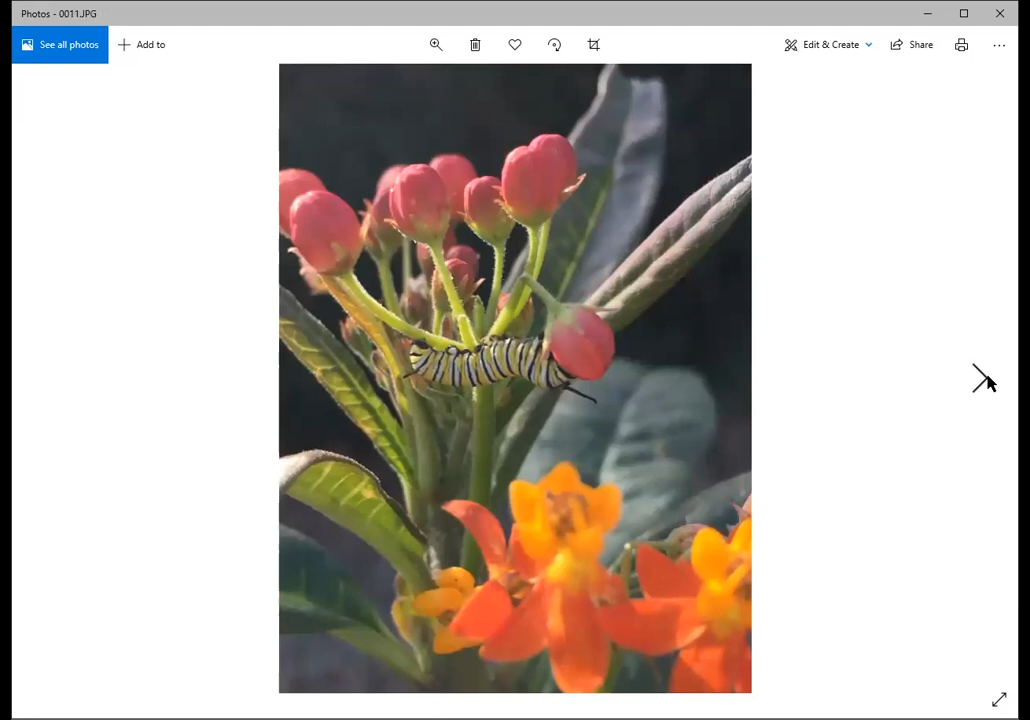 Photos - 0011.JPG
See all photos
Add to
Edit & Create
Share